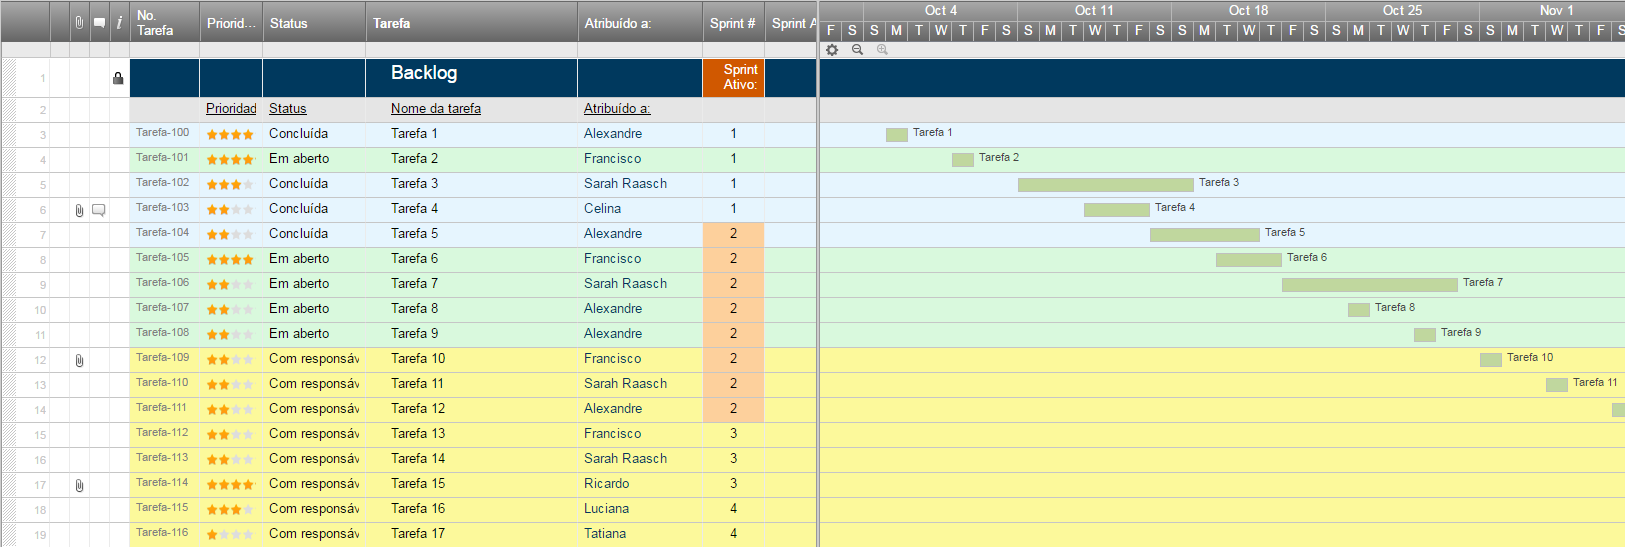 No. Tarefa Priorid... Status Tarefa Atribuído a: Sprint # Sprint A
Oct 4 Oct 11 Oct 18 Oct 25 Nov 1
F S S M T W T F S S M T W T F S S M T W T F S S M T W T F S S M T W T F S
1 Backlog Sprint Ativo:
2 Prioridad Status Nome da tarefa Atribuído a:
3 Tarefa-100 Concluída Tarefa 1 Alexandre 1 Tarefa 1
4 Tarefa-101 Em aberto Tarefa 2 Francisco 1 Tarefa 2
5 Tarefa-102 Concluída Tarefa 3 Sarah Raasch 1 Tarefa 3
6 Tarefa-103 Concluída Tarefa 4 Celina 1 Tarefa 4
7 Tarefa-104 Concluída Tarefa 5 Alexandre 2 Tarefa 5
8 Tarefa-105 Em aberto Tarefa 6 Francisco 2 Tarefa 6
9 Tarefa-106 Em aberto Tarefa 7 Sarah Raasch 2 Tarefa 7
10 Tarefa-107 Em aberto Tarefa 8 Alexandre 2 Tarefa 8
11 Tarefa-108 Em aberto Tarefa 9 Alexandre 2 Tarefa 9
12 Tarefa-109 Com responsáv Tarefa 10 Francisco 2 Tarefa 10
13 Tarefa-110 Com responsáv Tarefa 11 Sarah Raasch 2 Tarefa 11
14 Tarefa-111 Com responsáv Tarefa 12 Alexandre 2
15 Tarefa-112 Com responsáv Tarefa 13 Francisco 3
16 Tarefa-113 Com responsáv Tarefa 14 Sarah Raasch 3
17 Tarefa-114 Com responsáv Tarefa 15 Ricardo 3
18 Tarefa-115 Com responsáv Tarefa 16 Luciana 4
19 Tarefa-116 Com responsáv Tarefa 17 Tatiana 4